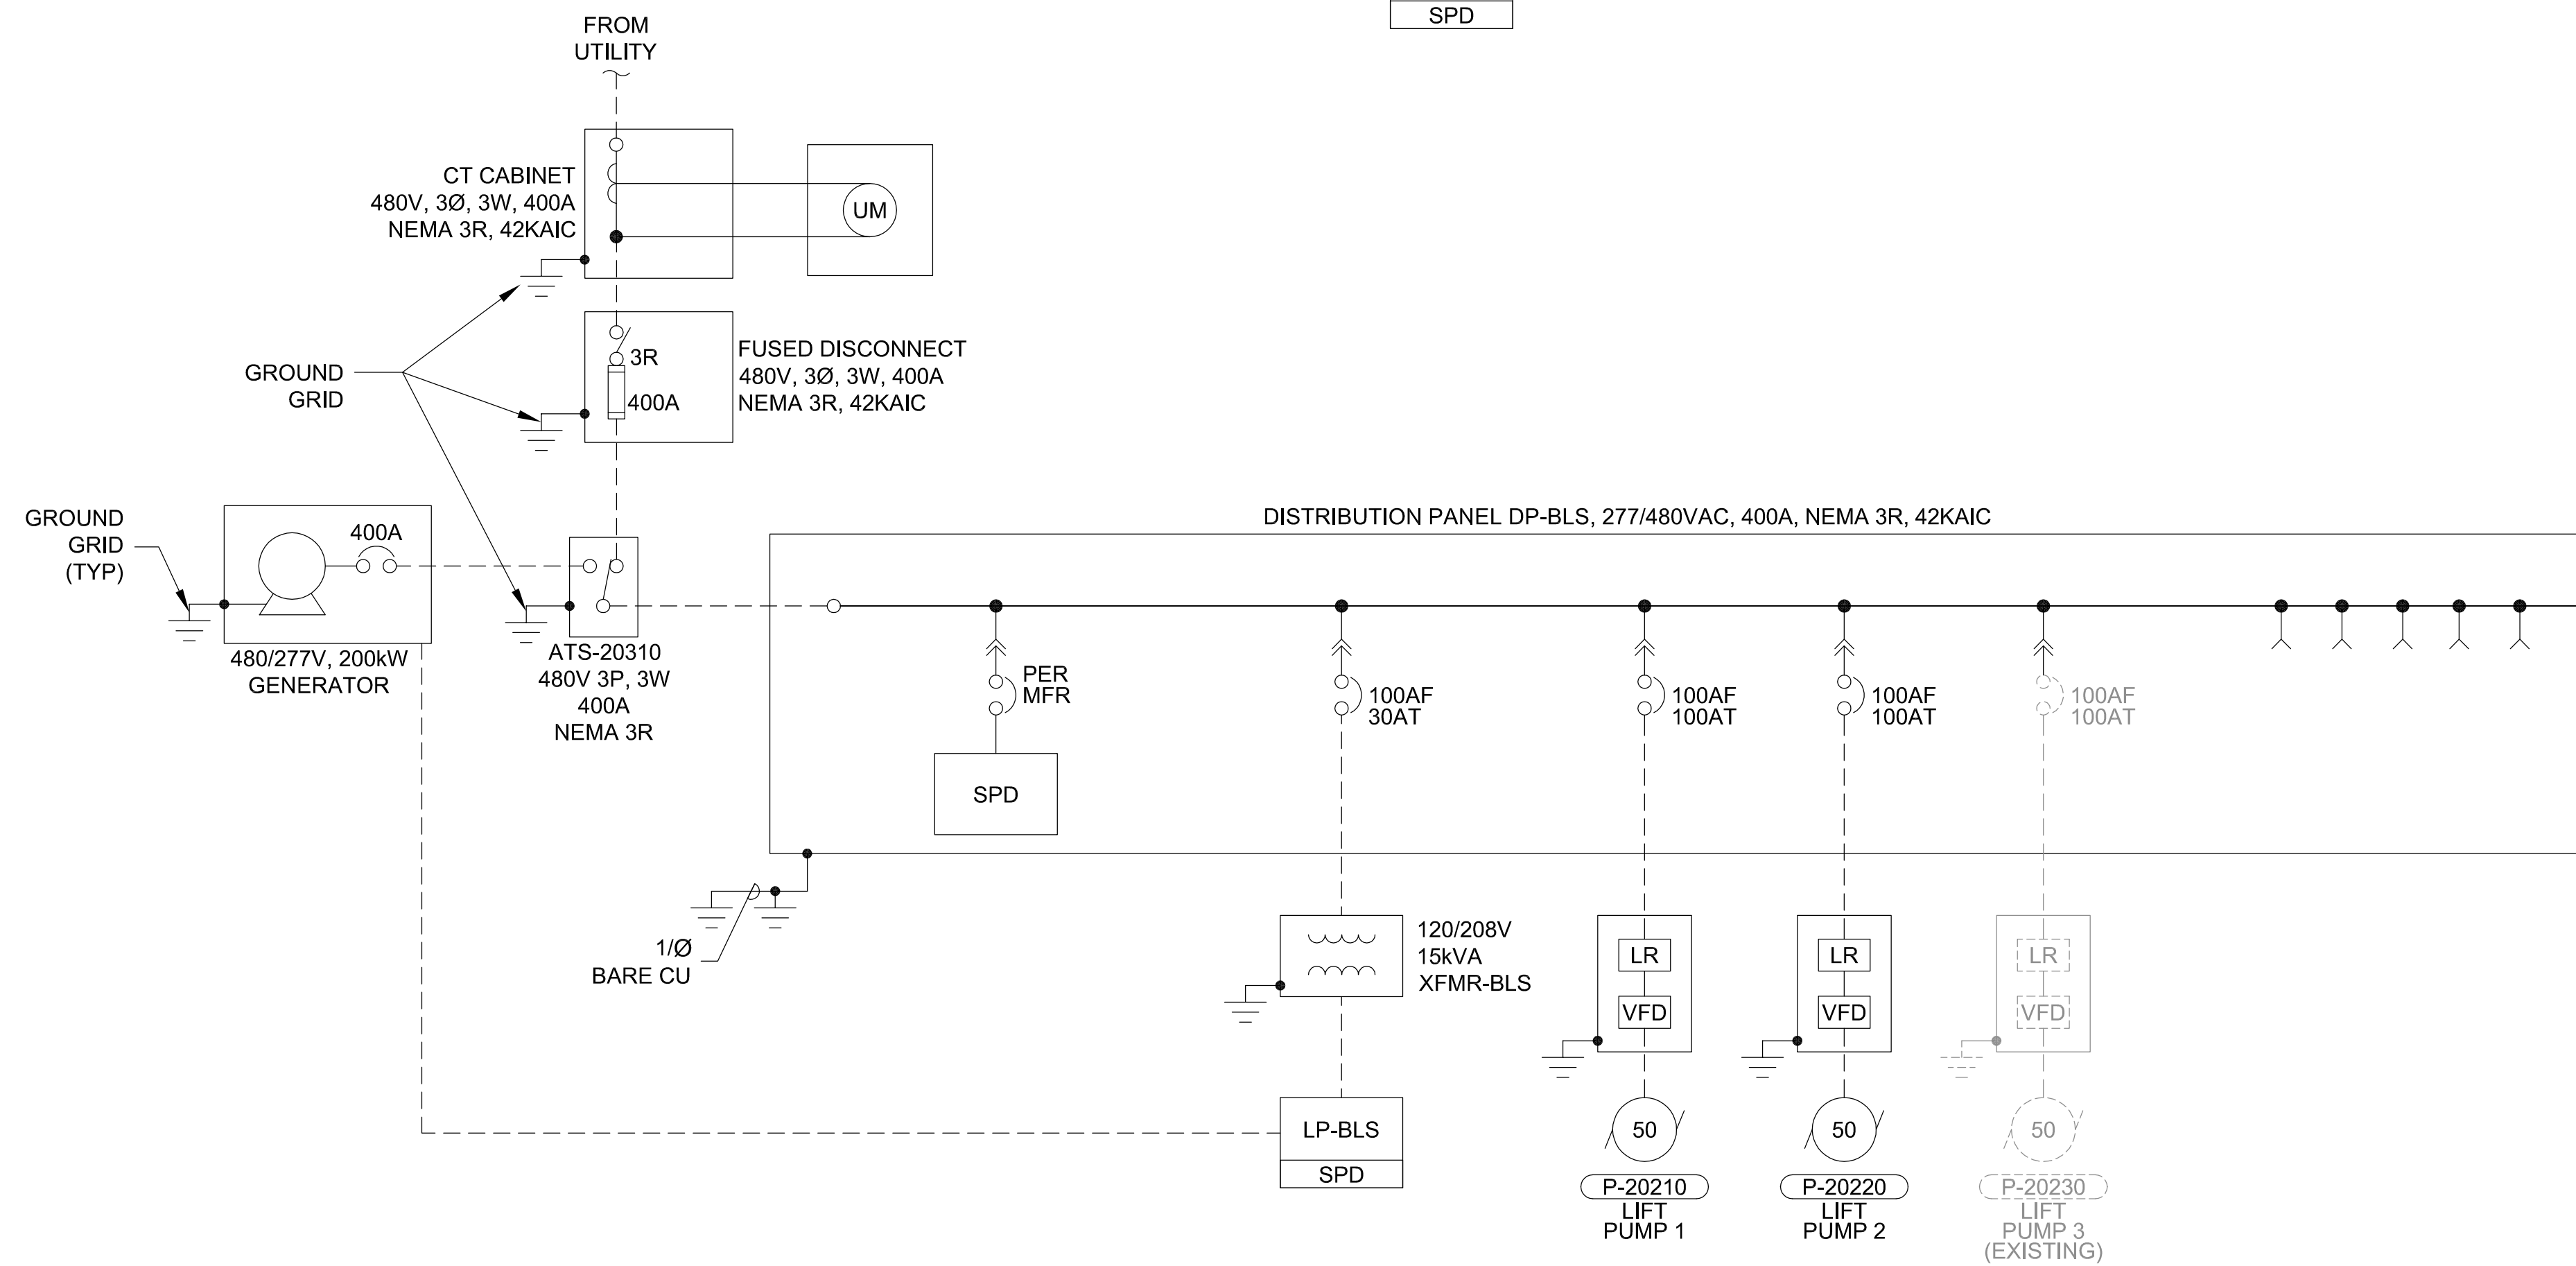 SPD
FROM
UTILITY
CT CABINET
480V, 3Ø, 3W, 400A
NEMA 3R, 42KAIC
UM
GROUND
GRID
3R
400A
FUSED DISCONNECT
480V, 3Ø, 3W, 400A
NEMA 3R, 42KAIC
GROUND
GRID
(TYP)
400A
480/277V, 200kW
GENERATOR
ATS-20310
480V 3P, 3W
400A
NEMA 3R
DISTRIBUTION PANEL DP-BLS, 277/480VAC, 400A, NEMA 3R, 42KAIC
PER
MFR
SPD
100AF
30AT
100AF
100AT
100AF
100AT
100AF
100AT
1/Ø
BARE CU
120/208V
15kVA
XFMR-BLS
LP-BLS
SPD
LR
VFD
50
P-20210
LIFT
PUMP 1
LR
VFD
50
P-20220
LIFT
PUMP 2
LR
VFD
50
P-20230
LIFT
PUMP 3
(EXISTING)